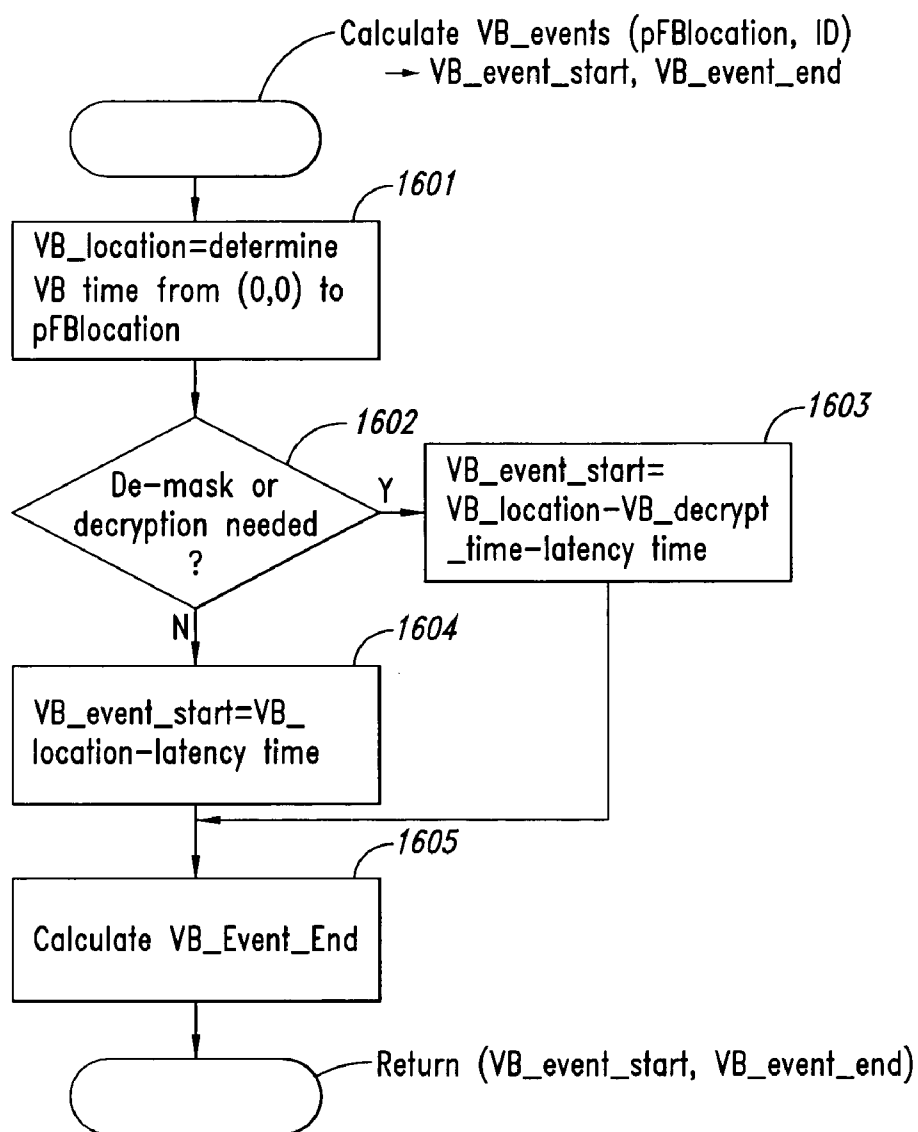 Calculate VB_events (pFBlocation, ID)
→ VB_event_start, VB_event_end
1601
VB_location=determine
VB time from (0,0) to
pFBlocation
1602
De-mask or
decryption needed
?
Y
N
1603
VB_event_start=
VB_location-VB_decrypt
_time-latency time
1604
VB_event_start=VB_
location-latency time
1605
Calculate VB_Event_End
Return (VB_event_start, VB_event_end)